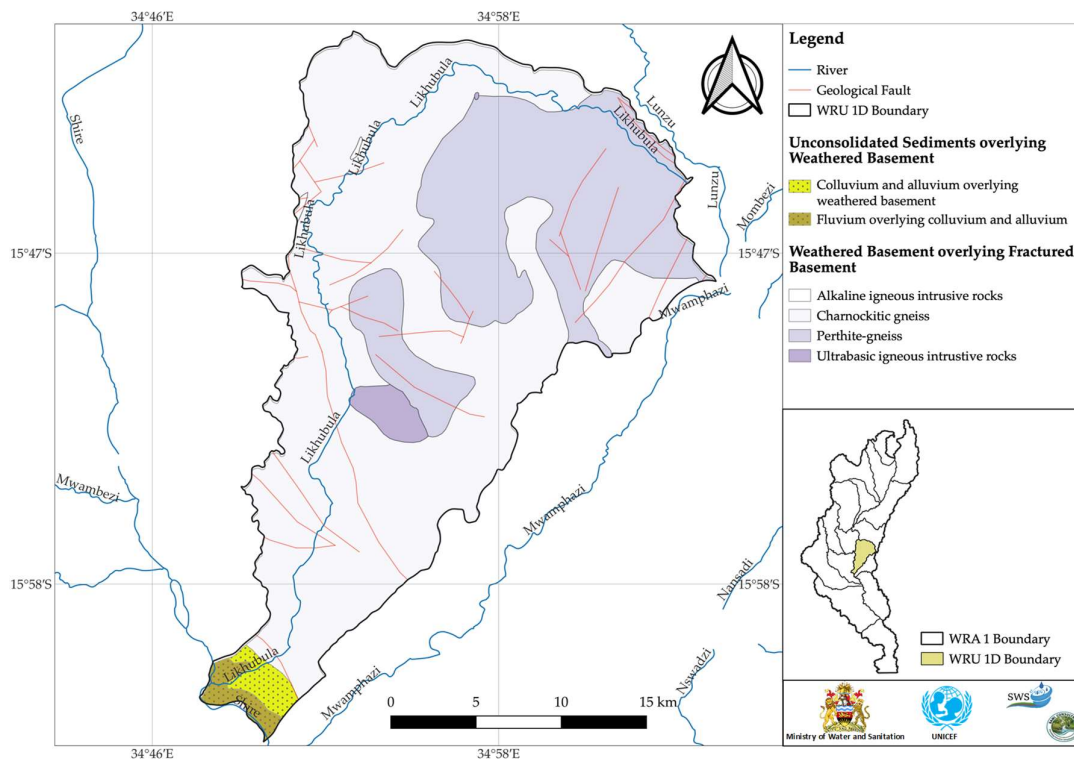 34°46'E
34°58'E
Legend
River
Geological Fault
WRU 1D Boundary
Unconsolidated Sediments overlying
Weathered Basement
Colluvium and alluvium overlying
weathered basement
Fluvium overlying colluvium and alluvium
Weathered Basement overlying Fractured
Basement
Alkaline igneous intrusive rocks
Charnockitic gneiss
Perthite-gneiss
Ultrabasic igneous instrustive rocks
Shire
Likhubula
Likhubula
Likhubula
Likhubula
Lunzu
Lunzu
Mombezi
15°47'S
15°47'S
Mwamphazi
Likhubula
Mwambezi
Mwamphazi
15°58'S
15°58'S
Nansadi
Likhubula
Shire
Mwamphazi
Nswadzi
0 5 10 15 km
34°46'E
34°58'E
WRA 1 Boundary
WRU 1D Boundary
Ministry of Water and Sanitation
UNICEF
SWS